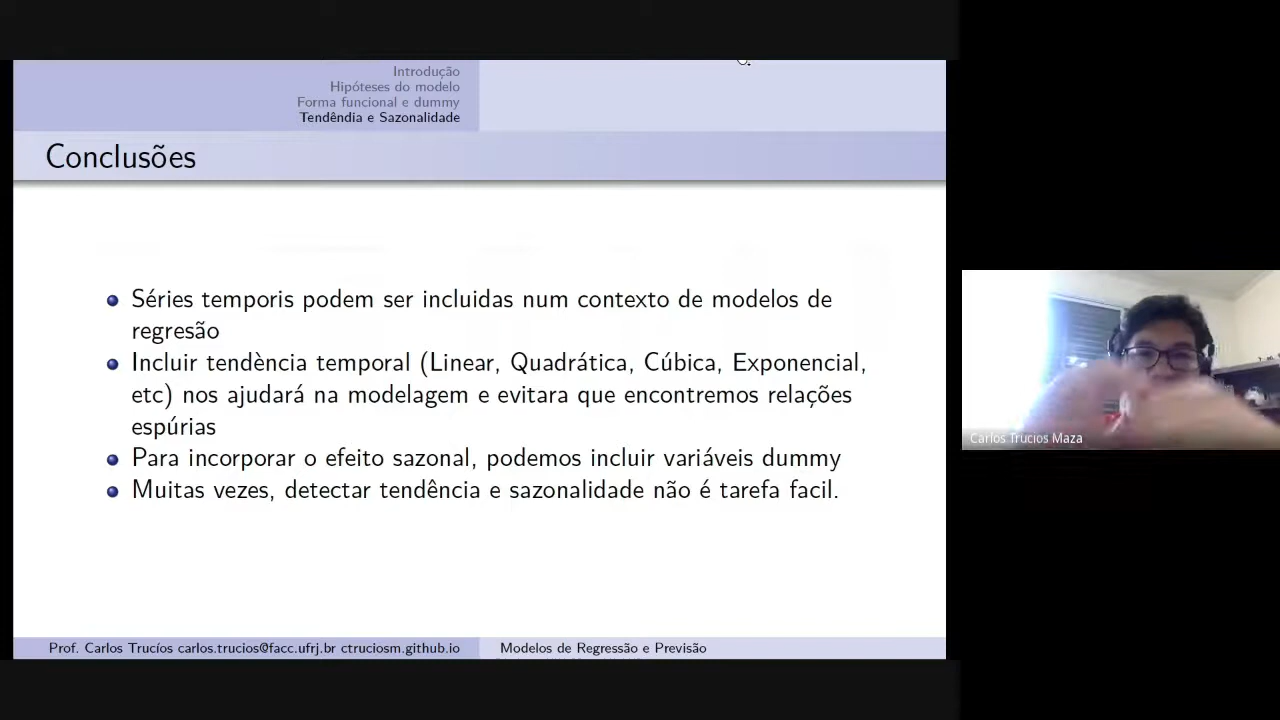 Introdução
Hipóteses do modelo
Forma funcional e dummy
Tendêndia e Sazonalidade
Conclusões
Séries temporis podem ser incluidas num contexto de modelos de
regresão
Incluir tendència temporal (Linear, Quadrática, Cúbica, Exponencial,
etc) nos ajudará na modelagem e evitara que encontremos relações
espúrias
Para incorporar o efeito sazonal, podemos incluir variáveis dummy
Muitas vezes, detectar tendência e sazonalidade não é tarefa facil.
Prof. Carlos Trucíos carlos.trucios@facc.ufrj.br ctruciosm.github.io
Modelos de Regressão e Previsão
Carlos Trucios Maza